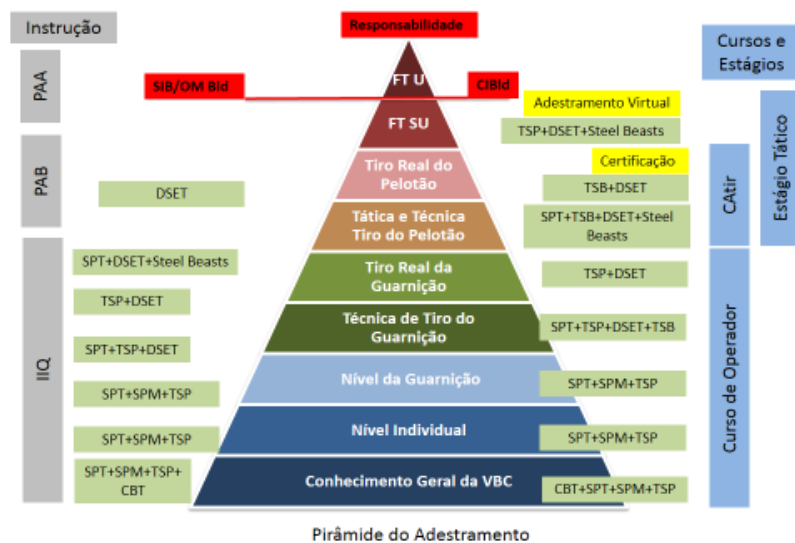 Instrução
Responsabilidade
Cursos e
Estágios
PAA
SIB/OM Bld
FT U
CIBld
Adestramento Virtual
FT SU
TSP+DSET+Steel Beasts
Estágio Tático
PAB
Certificação
Tiro Real do
Pelotão
DSET
TSB+DSET
CAtir
Tática e Técnica
Tiro do Pelotão
SPT+TSB+DSET+Steel
Beasts
IIQ
SPT+DSET+Steel Beasts
Tiro Real da
Guarnição
TSP+DSET
Curso de Operador
TSP+DSET
Técnica de Tiro do
Guarnição
SPT+TSP+DSET+TSB
SPT+TSP+DSET
Nível da Guarnição
SPT+SPM+TSP
SPT+SPM+TSP
Nível Individual
SPT+SPM+TSP
SPT+SPM+TSP
SPT+SPM+TSP+
CBT
Conhecimento Geral da VBC
CBT+SPT+SPM+TSP
Pirâmide do Adestramento